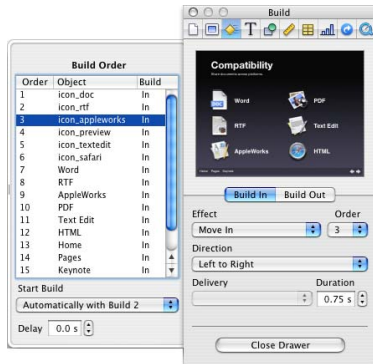 Build
Build Order
Order Object Build
1 icon_doc In
2 icon_rtf In
3 icon_appleworks In
4 icon_preview In
5 icon_textedit In
6 icon_safari In
7 Word In
8 RTF In
9 AppleWorks In
10 PDF In
11 Text Edit In
12 HTML In
13 Home In
14 Pages In
15 Keynote In
Start Build
Automatically with Build 2
Delay 0.0 s
Compatibility
Word PDF
RTF Text Edit
AppleWorks HTML
Home Pages Keynote
Build In Build Out
Effect Order
Move In 3
Direction
Left to Right
Delivery Duration
0.75 s
Close Drawer